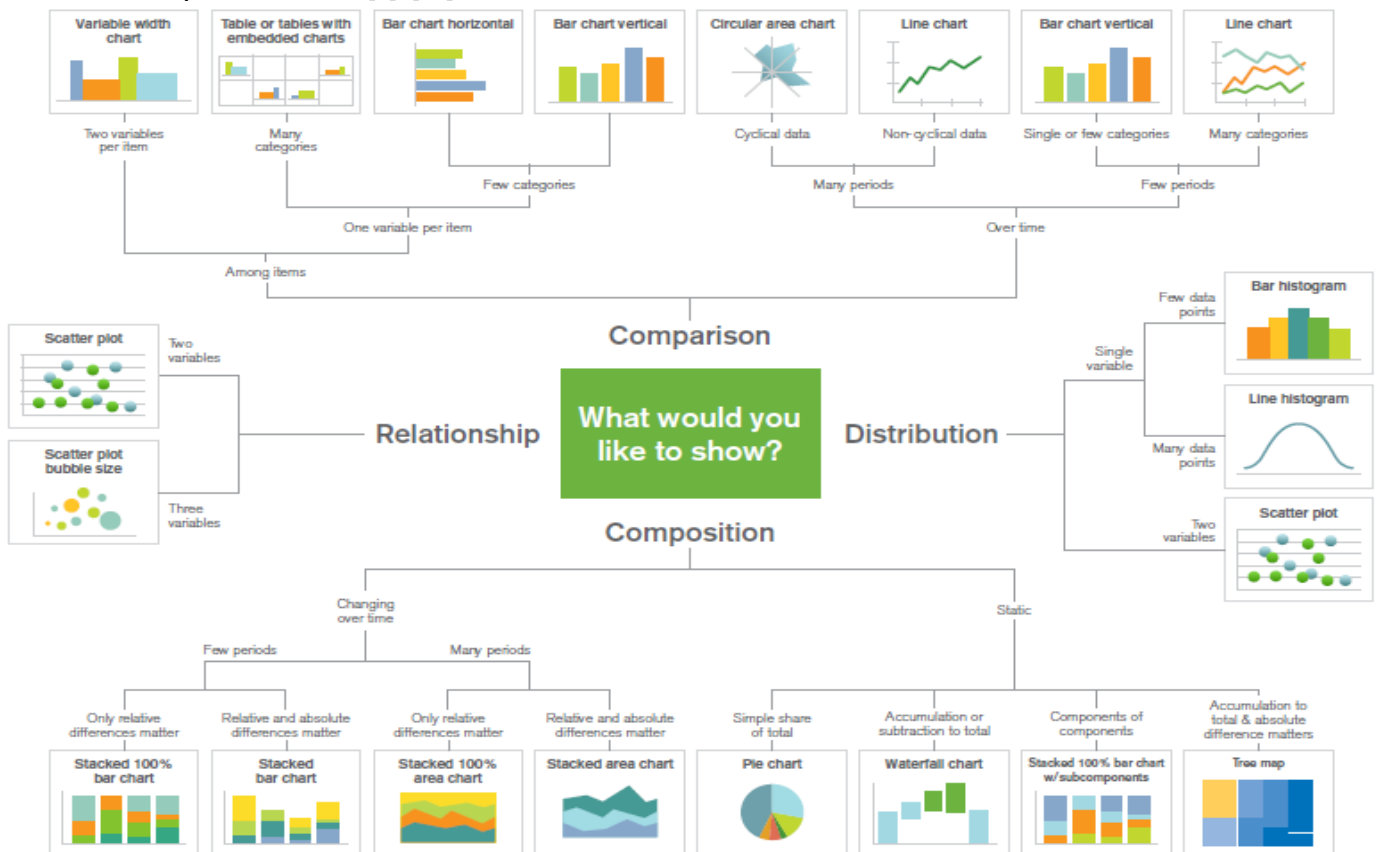 Variable width
chart
Table or tables with
embedded charts
Bar chart horizontal
Bar chart vertical
Circular area chart
Line chart
Bar chart vertical
Line chart
Two variables
per item
Many
categories
Cyclical data
Non-cyclical data
Single or few categories
Many categories
Few categories
Many periods
Few periods
One variable per item
Over time
Among items
Comparison
Scatter plot
Two
variables
Scatter plot
bubble size
Three
variables
Relationship
What would you
like to show?
Distribution
Single
variable
Few data
points
Bar histogram
Line histogram
Many data
points
Two
variables
Scatter plot
Composition
Changing
over time
Static
Few periods
Many periods
Only relative
differences matter
Relative and absolute
differences matter
Only relative
differences matter
Relative and absolute
differences matter
Simple share
of total
Accumulation or
subtraction to total
Components of
components
Accumulation to
total & absolute
difference matters
Stacked 100%
bar chart
Stacked
bar chart
Stacked 100%
area chart
Stacked area chart
Pie chart
Waterfall chart
Stacked 100% bar chart
w/subcomponents
Tree map